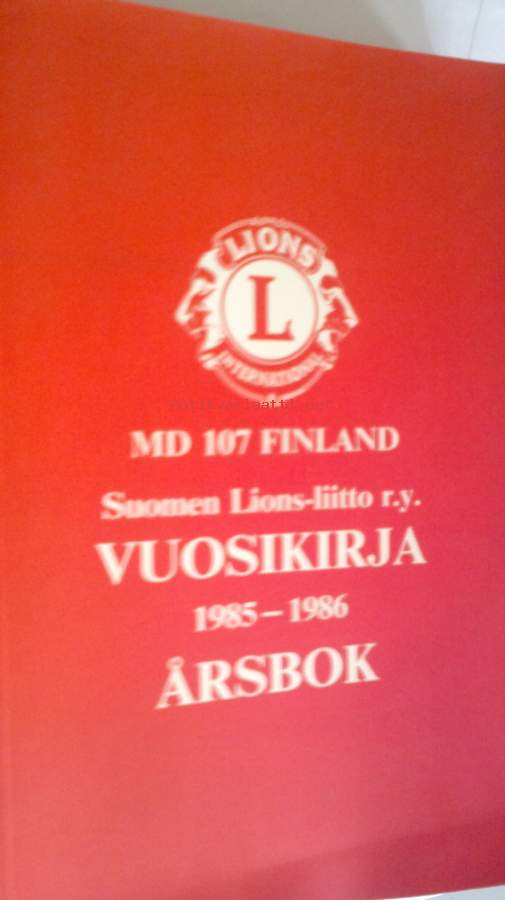 LIONS
L
INTERNATIONAL
MD 107 FINLAND
Suomen Lions-liitto r.y.
VUOSIKIRJA
1985–1986
ÅRSBOK